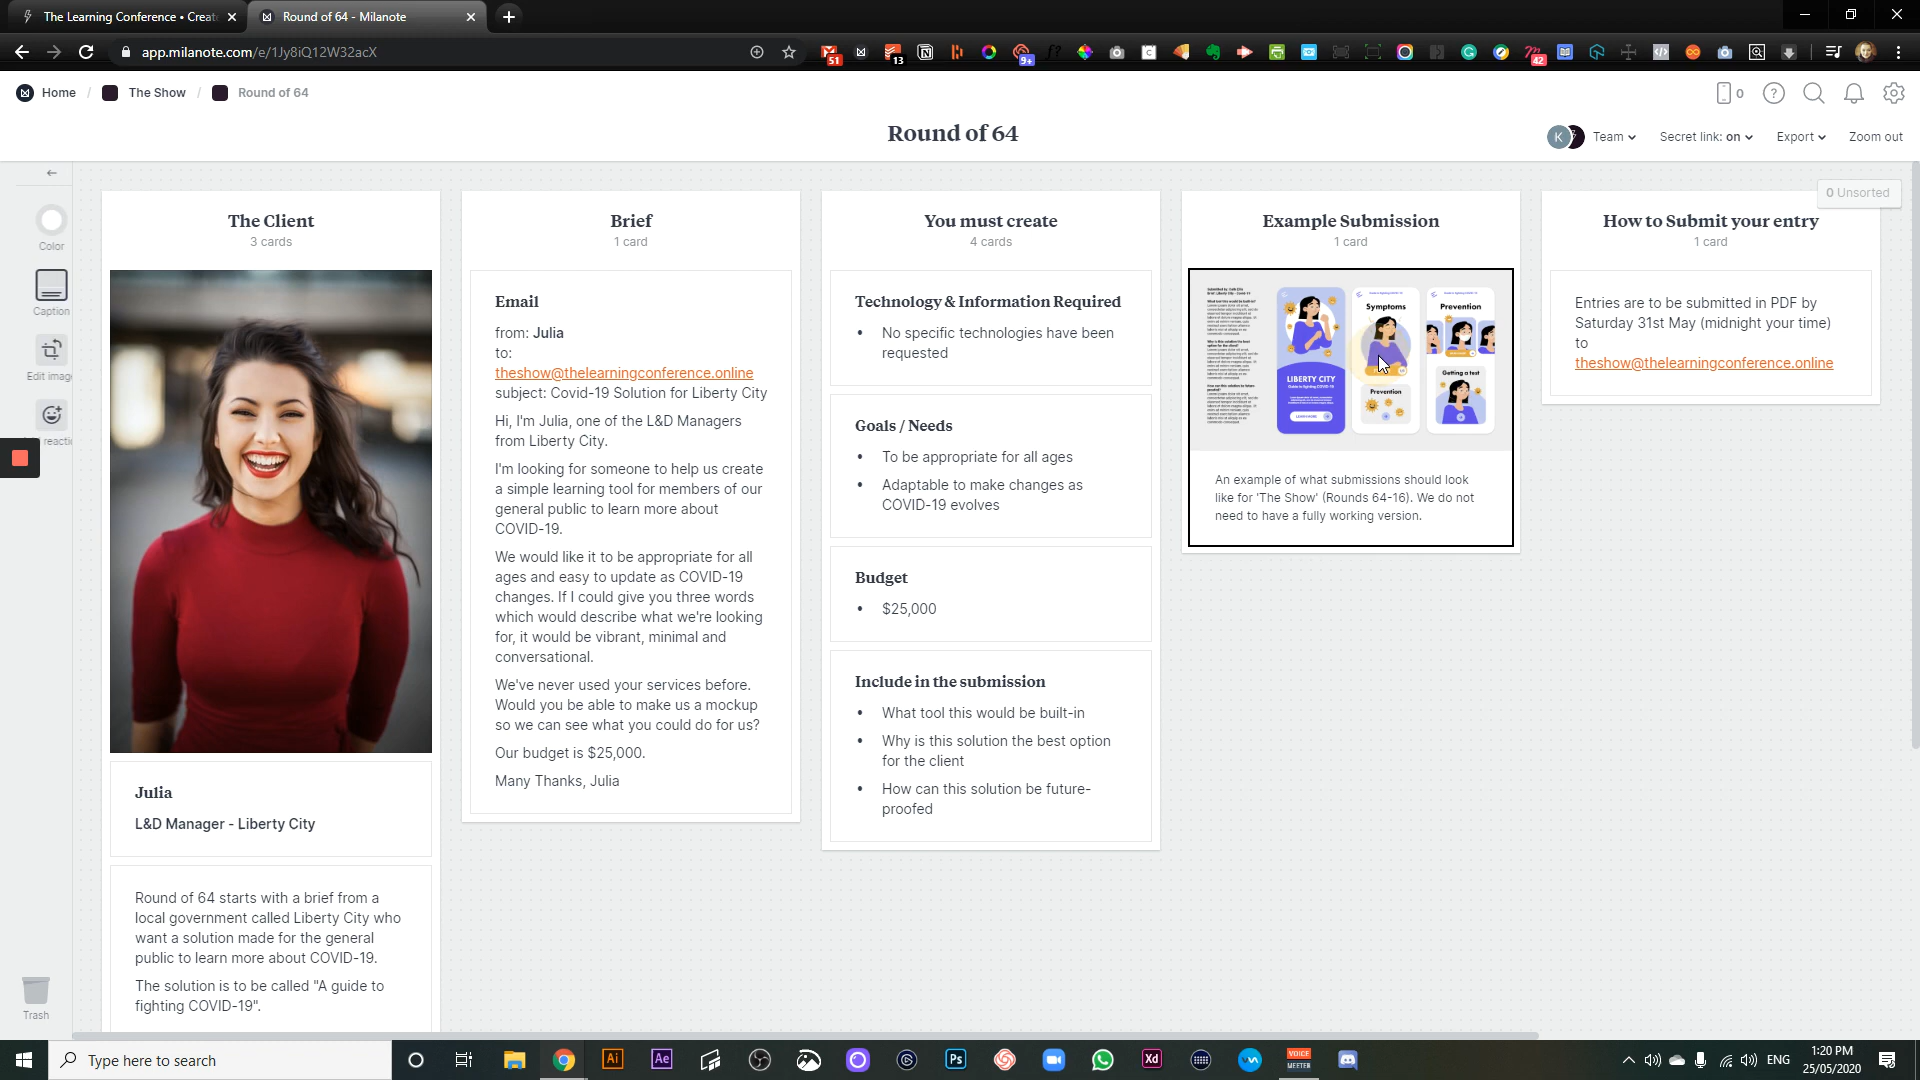 The Learning Conference • Creat
Round of 64 - Milanote
app.milanote.com/e/1Jy8iQ12W32acX
51
13
9+
42
Home / The Show / Round of 64
0
Round of 64
K
Team
Secret link: on
Export
Zoom out
0 Unsorted
Color
Caption
Edit imag
reactio
Trash
The Client
3 cards
Julia
L&D Manager - Liberty City
Round of 64 starts with a brief from a
local government called Liberty City who
want a solution made for the general
public to learn more about COVID-19.
The solution is to be called "A guide to
fighting COVID-19".
Brief
1 card
Email
from: Julia
to:
theshow@thelearningconference.online
subject: Covid-19 Solution for Liberty City
Hi, I'm Julia, one of the L&D Managers
from Liberty City.
I'm looking for someone to help us create
a simple learning tool for members of our
general public to learn more about
COVID-19.
We would like it to be appropriate for all
ages and easy to update as COVID-19
changes. If I could give you three words
which would describe what we're looking
for, it would be vibrant, minimal and
conversational.
We've never used your services before.
Would you be able to make us a mockup
so we can see what you could do for us?
Our budget is $25,000.
Many Thanks, Julia
You must create
4 cards
Technology & Information Required
• No specific technologies have been
requested
Goals / Needs
• To be appropriate for all ages
• Adaptable to make changes as
COVID-19 evolves
Budget
• $25,000
Include in the submission
• What tool this would be built-in
• Why is this solution the best option
for the client
• How can this solution be future-
proofed
Example Submission
1 card
LIBERTY CITY
Symptoms
Prevention
Prevention
Getting a test
An example of what submissions should look
like for 'The Show' (Rounds 64-16). We do not
need to have a fully working version.
How to Submit your entry
1 card
Entries are to be submitted in PDF by
Saturday 31st May (midnight your time)
to
theshow@thelearningconference.online
Type here to search
Ai
Ae
Ps
Xd
VOICE
MEETER
ENG
1:20 PM
25/05/2020